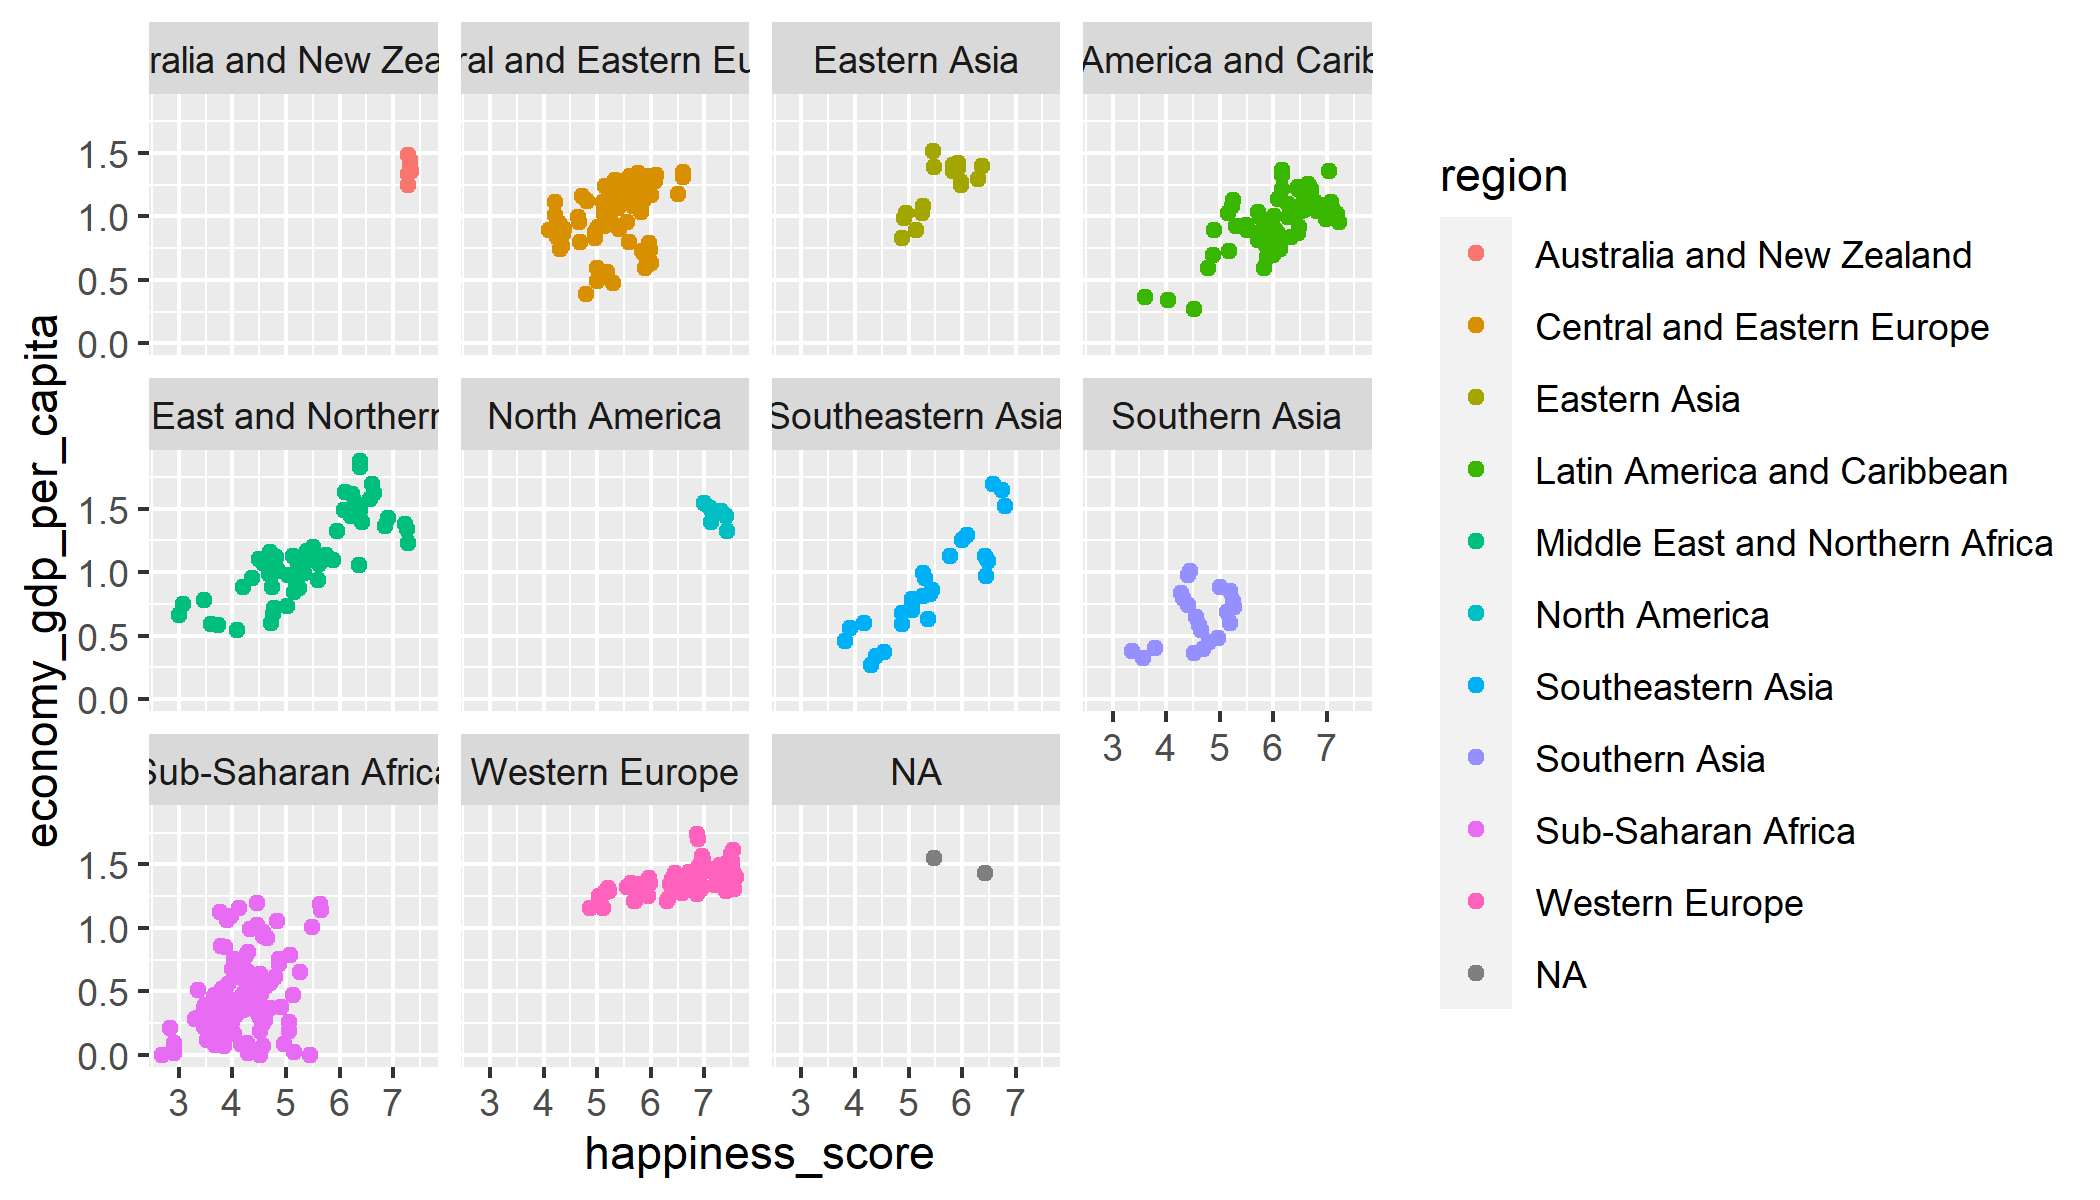 ralia and New Zea
ral and Eastern Eu
Eastern Asia
America and Carib
1.5
1.0
0.5
0.0
East and Northern
North America
Southeastern Asia
Southern Asia
1.5
1.0
0.5
0.0
3 4 5 6 7
Sub-Saharan Africa
Western Europe
NA
1.5
1.0
0.5
0.0
3 4 5 6 7
3 4 5 6 7
3 4 5 6 7
happiness_score
economy_gdp_per_capita
region
Australia and New Zealand
Central and Eastern Europe
Eastern Asia
Latin America and Caribbean
Middle East and Northern Africa
North America
Southeastern Asia
Southern Asia
Sub-Saharan Africa
Western Europe
NA